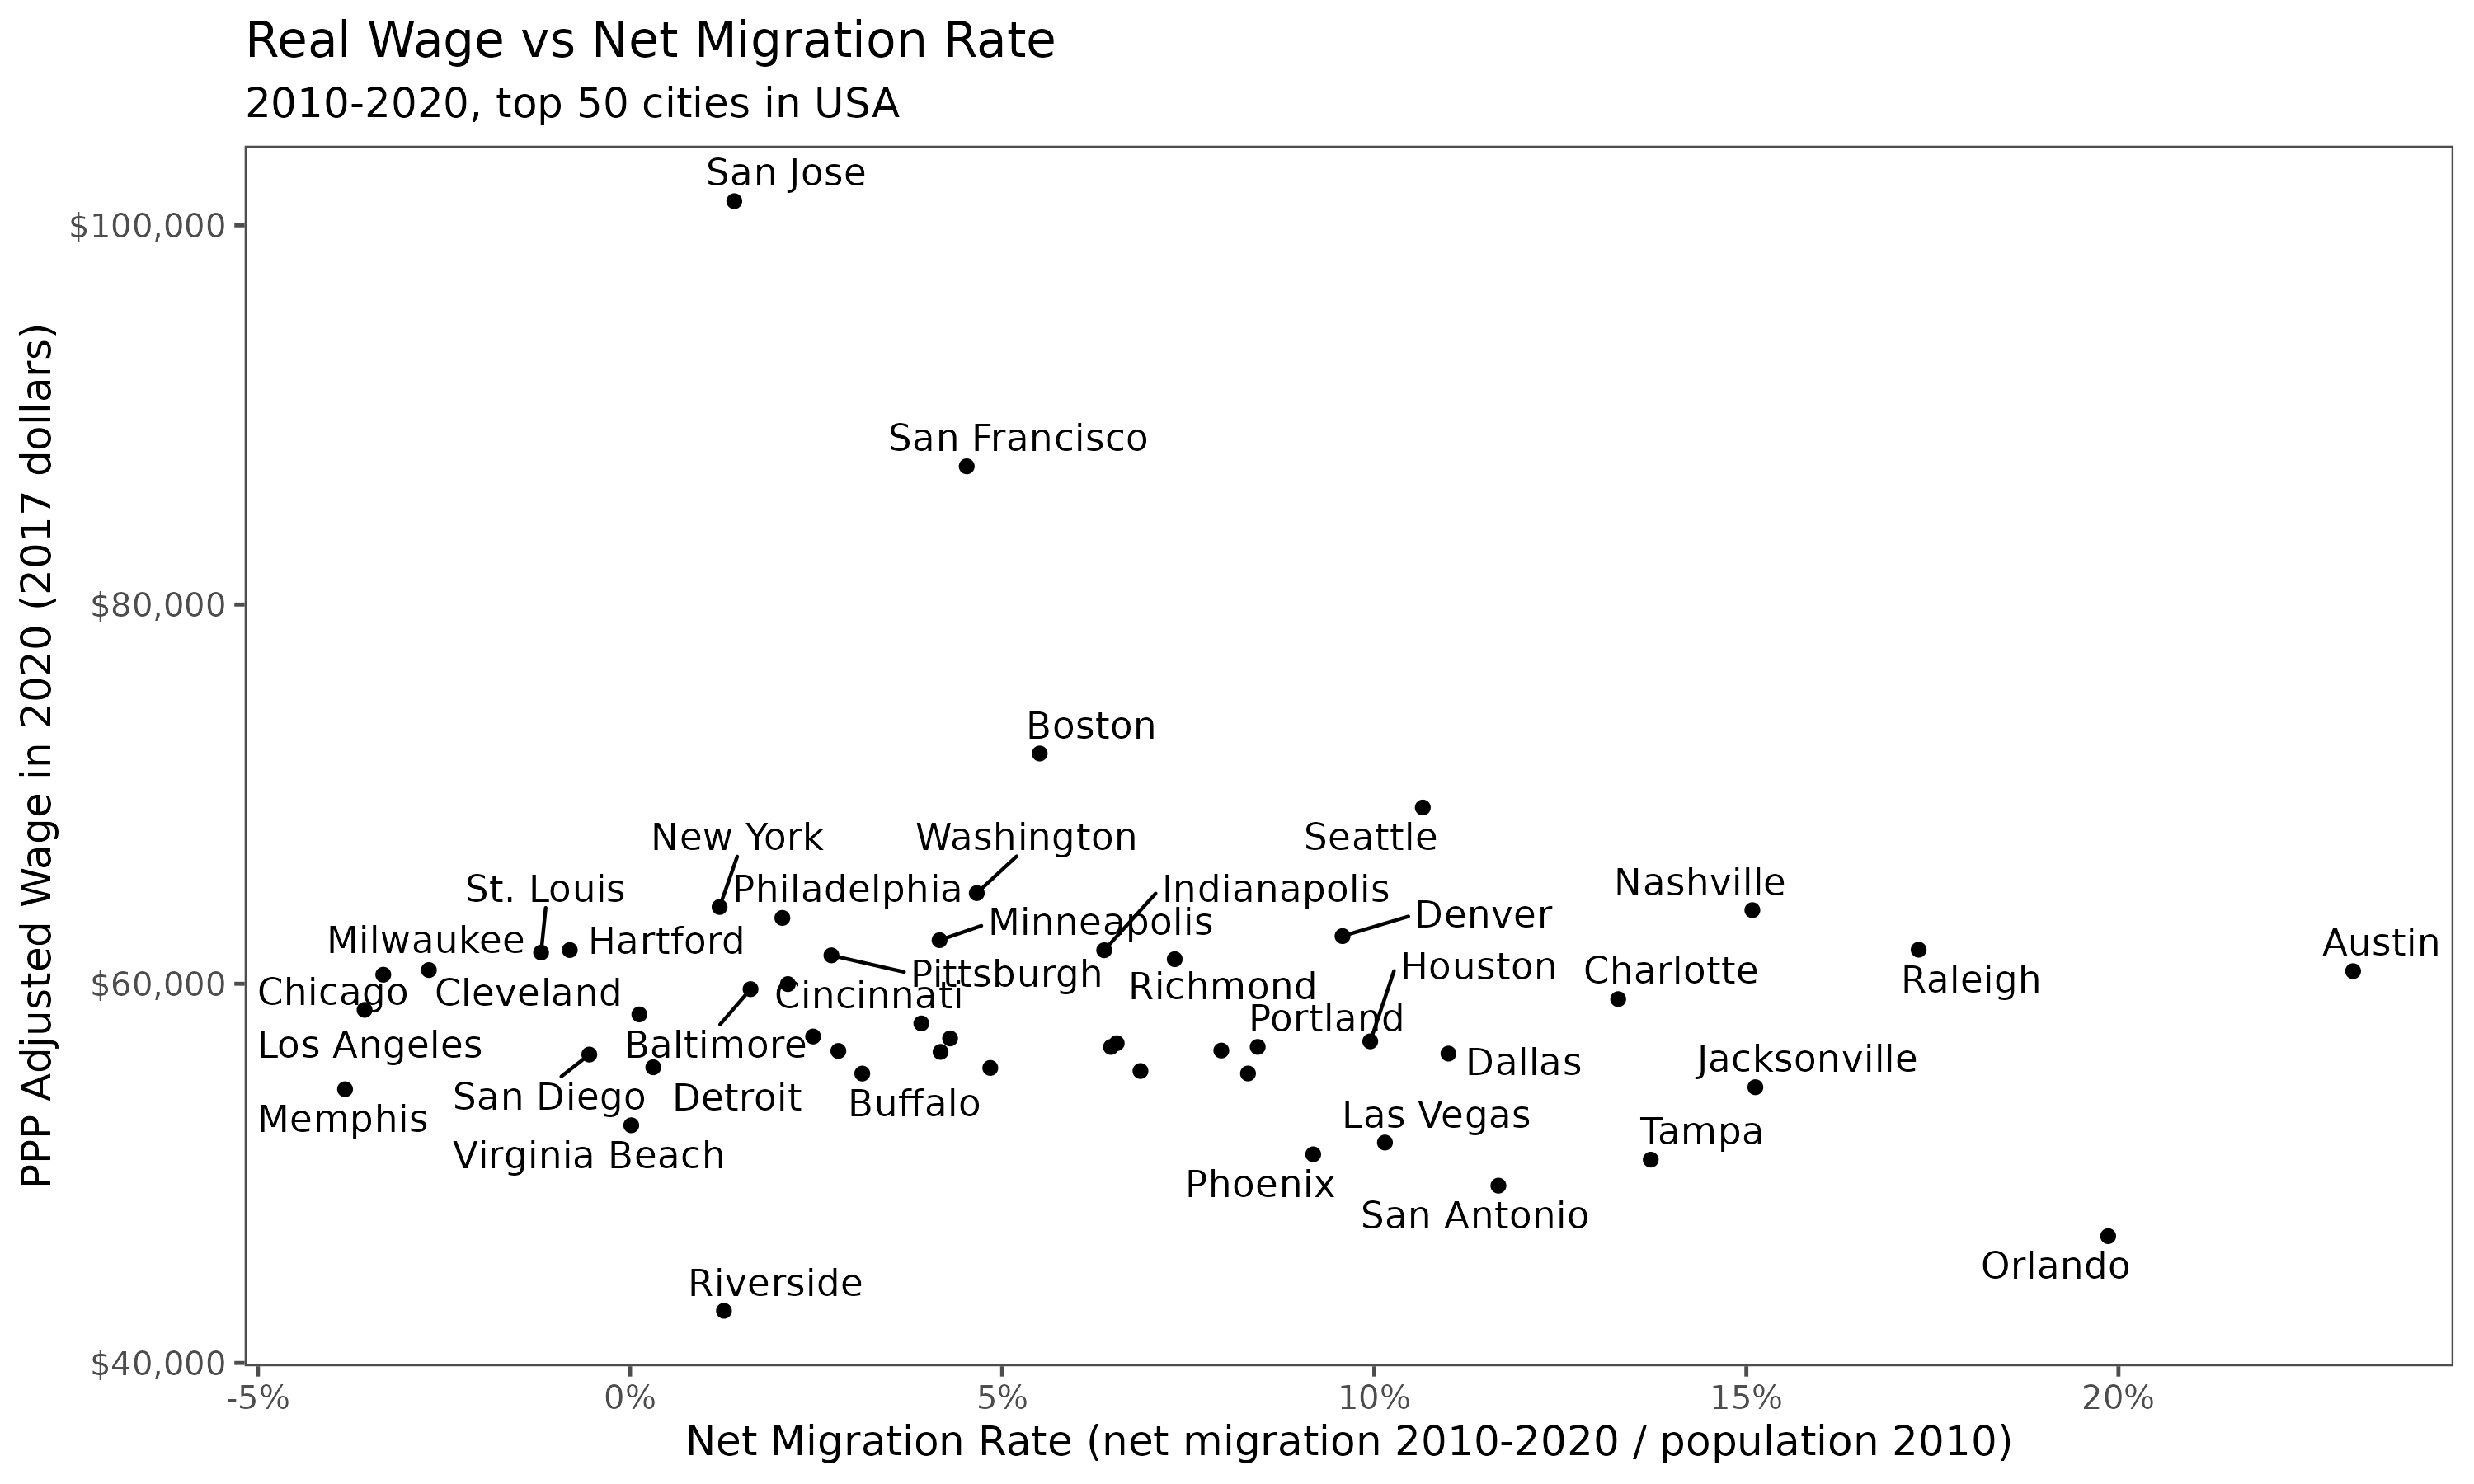 Real Wage vs Net Migration Rate
2010-2020, top 50 cities in USA
PPP Adjusted Wage in 2020 (2017 dollars)
$100,000
$80,000
$60,000
$40,000
San Jose
San Francisco
Boston
New York
Washington
Seattle
St. Louis
Philadelphia
Indianapolis
Nashville
Milwaukee
Hartford
Minneapolis
Denver
Austin
Chicago
Cleveland
Cincinnati
Pittsburgh
Richmond
Houston
Charlotte
Raleigh
Portland
Los Angeles
Baltimore
Dallas
Jacksonville
Memphis
San Diego
Detroit
Buffalo
Las Vegas
Tampa
Virginia Beach
Phoenix
San Antonio
Orlando
Riverside
-5%
0%
5%
10%
15%
20%
Net Migration Rate (net migration 2010-2020 / population 2010)